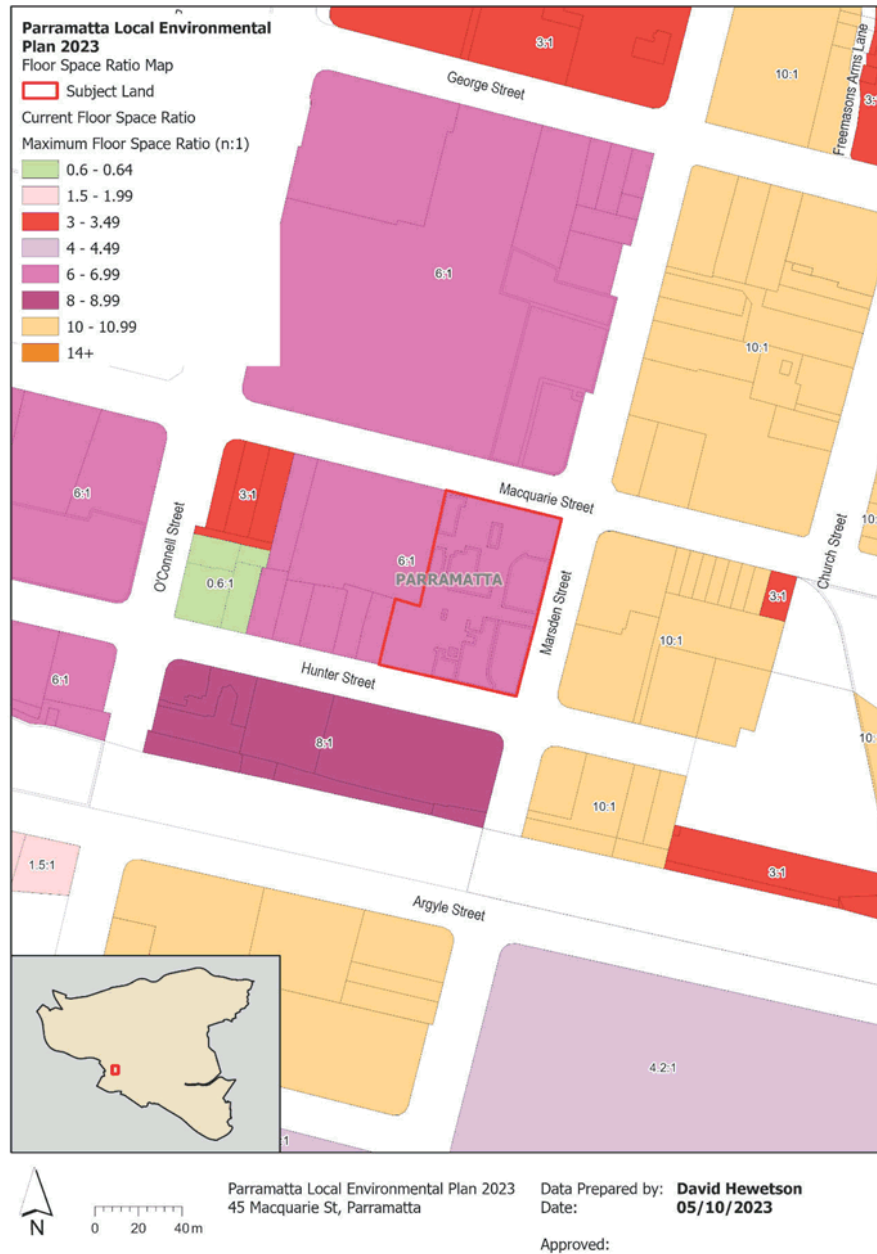 Parramatta Local Environmental
Plan 2023
Floor Space Ratio Map
Subject Land
Current Floor Space Ratio
Maximum Floor Space Ratio (n:1)
0.6 - 0.64
1.5 - 1.99
3 - 3.49
4 - 4.49
6 - 6.99
8 - 8.99
10 - 10.99
14+
3:1
George Street
10:1
Freemasons Arms Lane
3:1
6:1
10:1
Macquarie Street
6:1
3:1
O'Connell Street
6:1
PARRAMATTA
0.6:1
Marsden Street
Church Street
10:
3:1
10:1
Hunter Street
6:1
8:1
10:
10:1
1.5:1
3:1
Argyle Street
4.2:1
:1
N
0 20 40 m
Parramatta Local Environmental Plan 2023
45 Macquarie St, Parramatta
Data Prepared by: David Hewetson
Date: 05/10/2023
Approved: